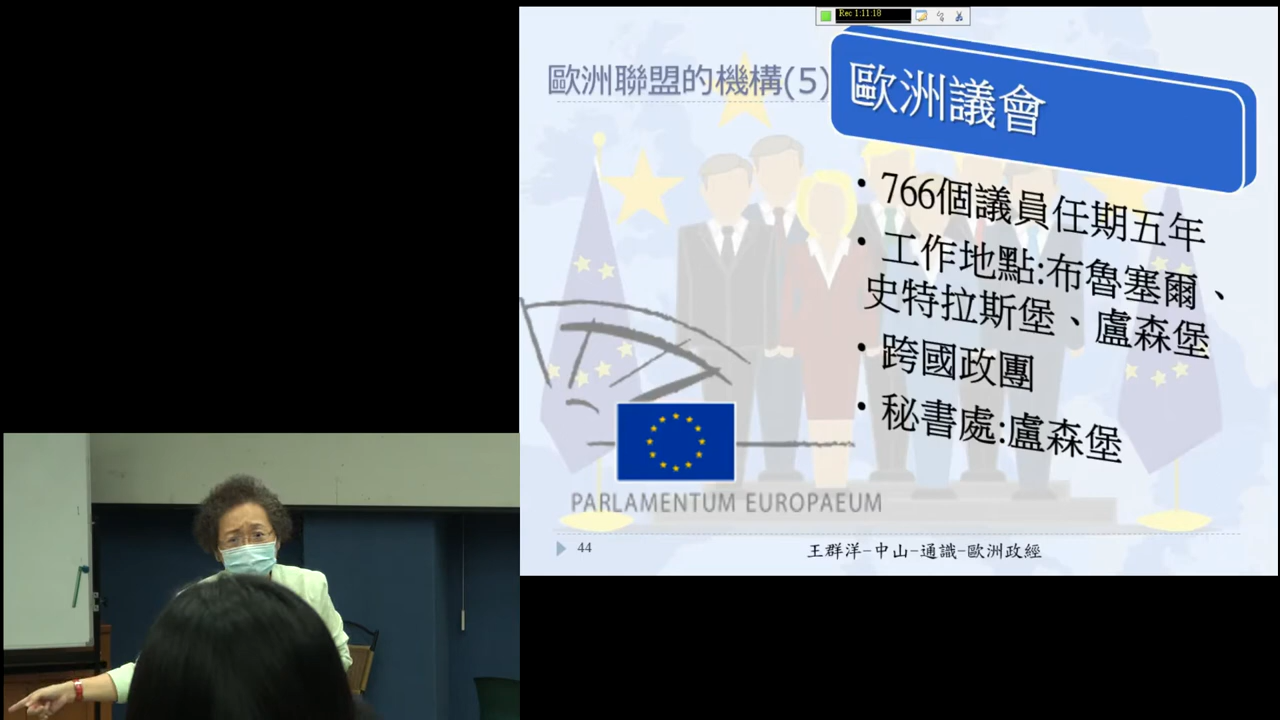 Rec 1:11:18
歐洲聯盟的機構(5)
歐洲議會
• 766個議員任期五年
• 工作地點:布魯塞爾、
史特拉斯堡、盧森堡
• 跨國政團
• 秘書處:盧森堡
PARLAMENTUM EUROPAEUM
44
王群洋-中山-通識-歐洲政經